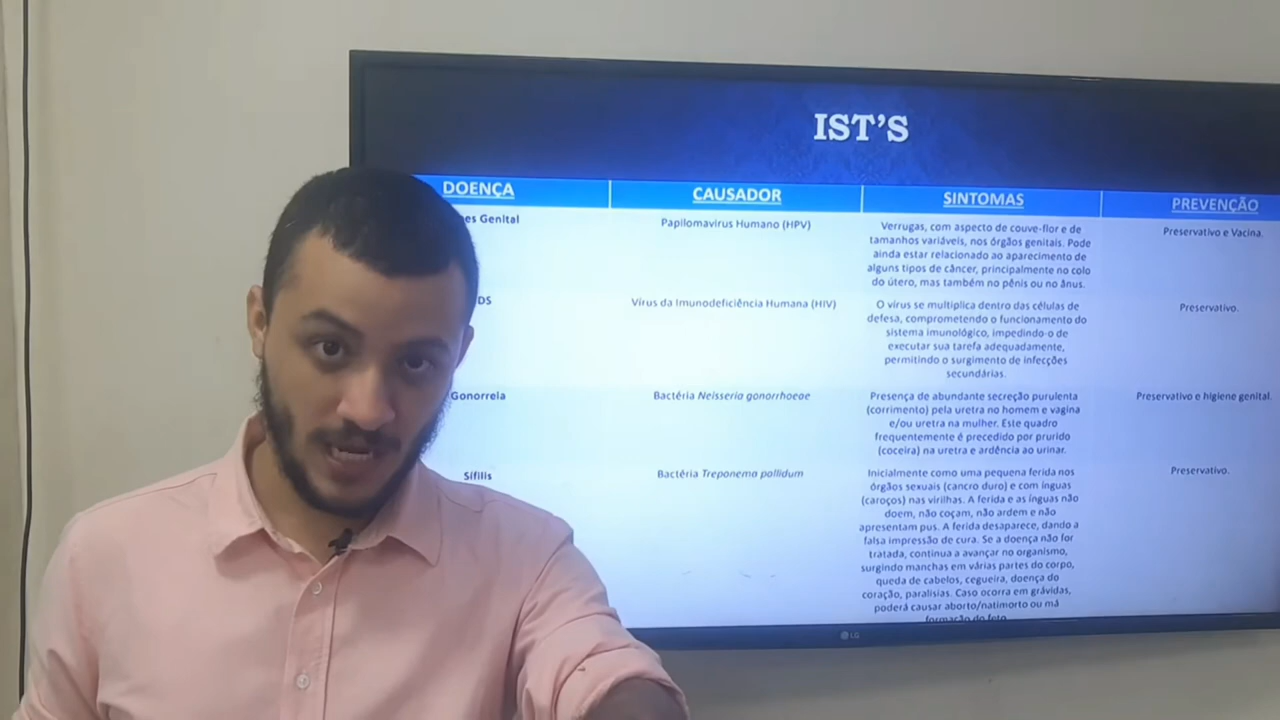 IST'S
DOENÇA
CAUSADOR
SINTOMAS
PREVENÇÃO
Genital
Papilomavirus Humano (HPV)
Verrugas, com aspecto de couve-flor e de
tamanhos variáveis, nos órgãos genitais. Pode
ainda estar relacionado ao aparecimento de
alguns tipos de câncer, principalmente no colo
do útero, mas também no pênis ou no ânus.
Preservativo e Vacina.
DS
Vírus da Imunodeficiência Humana (HIV)
O vírus se multiplica dentro das células de
defesa, comprometendo o funcionamento do
sistema imunológico, impedindo-o de
executar sua tarefa adequadamente,
permitindo o surgimento de infecções
secundárias.
Preservativo.
Gonorreia
Bactéria Neisseria gonorrhoeae
Presença de abundante secreção purulenta
(corrimento) pela uretra no homem e vagina
e/ou uretra na mulher. Este quadro
frequentemente é precedido por prurido
(coceira) na uretra e ardência ao urinar.
Preservativo e higiene genital.
Sífilis
Bactéria Treponema pallidum
Inicialmente como uma pequena ferida nos
órgãos sexuais (cancro duro) e com ínguas
(caroços) nas virilhas. A ferida e as ínguas não
doem, não coçam, não ardem e não
apresentam pus. A ferida desaparece, dando a
falsa impressão de cura. Se a doença não for
tratada, continua a avançar no organismo,
surgindo manchas em várias partes do corpo,
queda de cabelos, cegueira, doença do
coração, paralisias. Caso ocorra em grávidas,
poderá causar aborto/natimorto ou má
formação do feto
Preservativo.
LG